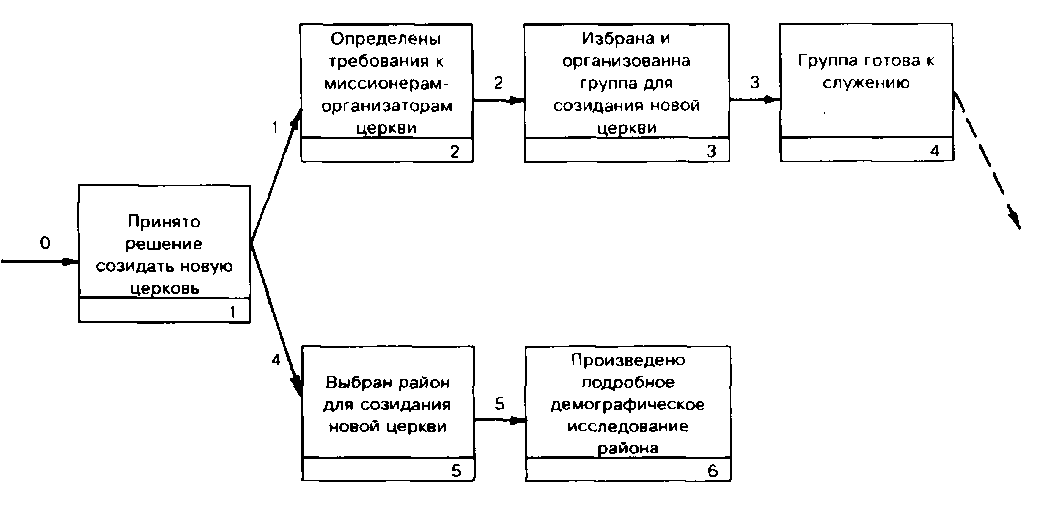 Определены
требования к
миссионерам-
организаторам
церкви
2
2
Избрана и
организованна
группа для
созидания новой
церкви
3
3
Группа готова к
служению
4
1
0
Принято
решение
созидать новую
церковь
1
4
Выбран район
для созидания
новой церкви
5
5
Произведено
подробное
демографическое
исследование
района
6